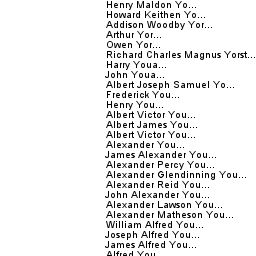 Henry Maldon Yo...
Howard Keithen Yo...
Addison Woodby Yor...
Arthur Yor...
Owen Yor...
Richard Charles Magnus Yorst...
Harry Youa...
John Youa...
Albert Joseph Samuel Yo...
Frederick You...
Henry You...
Albert Victor You...
Albert James You...
Albert Victor You...
Alexander You...
James Alexander You...
Alexander Percy You...
Alexander Glendinning You...
Alexander Reid You...
John Alexander You...
Alexander Lawson You...
Alexander Matheson You...
William Alfred You...
Joseph Alfred You...
James Alfred You...
Alfred You...